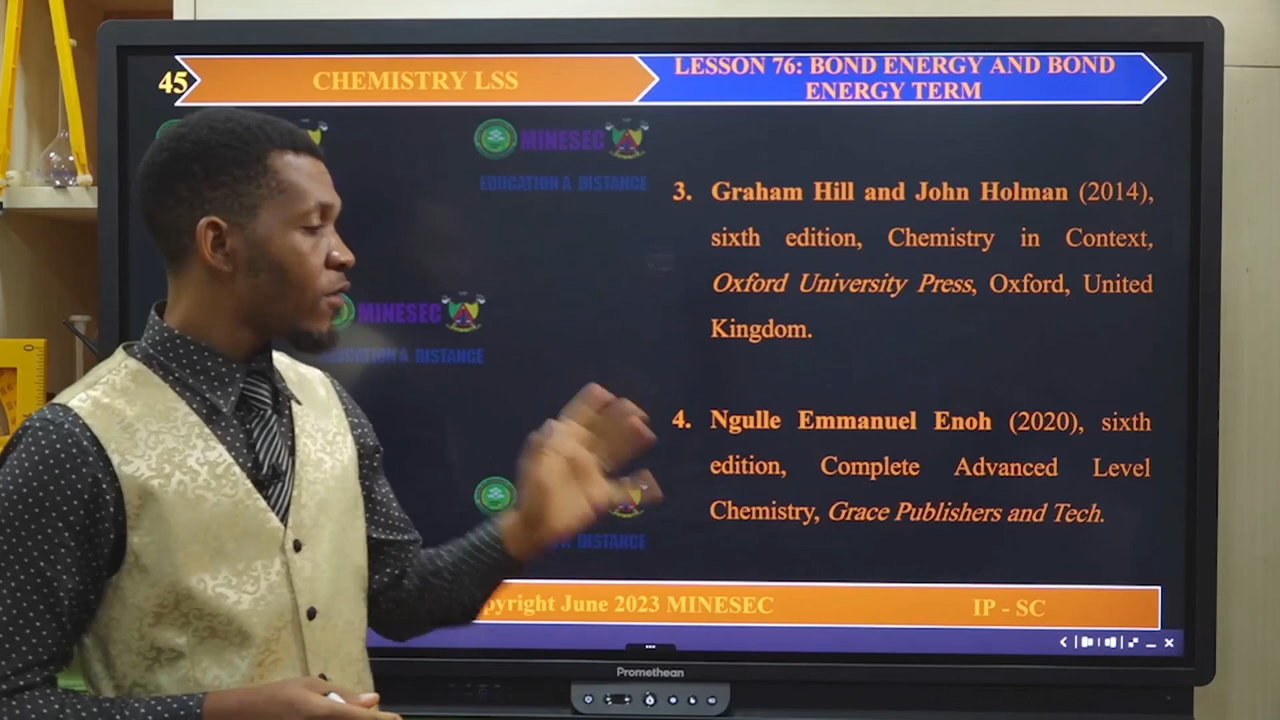 45
CHEMISTRY LSS
LESSON 76: BOND ENERGY AND BOND
ENERGY TERM
MINESEC
EDUCATION A DISTANCE
3. Graham Hill and John Holman (2014),
sixth edition, Chemistry in Context,
Oxford University Press, Oxford, United
Kingdom.
MINESEC
A DISTANCE
4. Ngulle Emmanuel Enoh (2020), sixth
edition, Complete Advanced Level
Chemistry, Grace Publishers and Tech.
A DISTANCE
pyright June 2023 MINESEC
IP - SC
Promethean